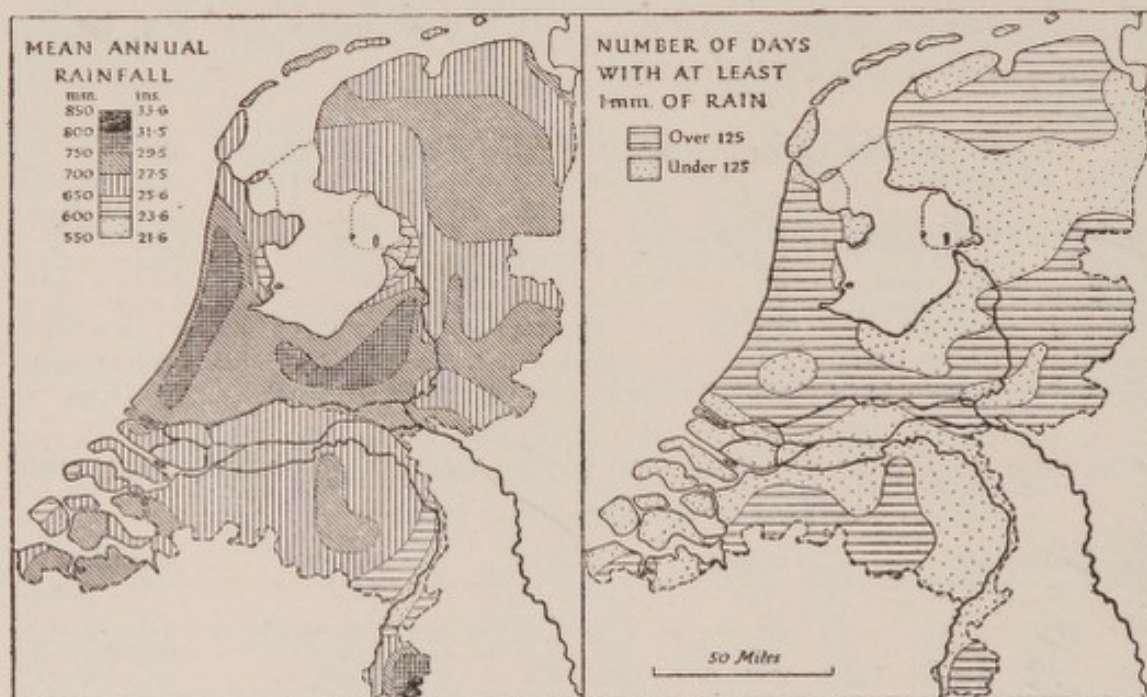 MEAN ANNUAL
RAINFALL
mm. ins.
850 33·6
800 31·5
750 29·5
700 27·5
650 25·6
600 23·6
550 21·6
NUMBER OF DAYS
WITH AT LEAST
1mm. OF RAIN
Over 125
Under 125
50 Miles